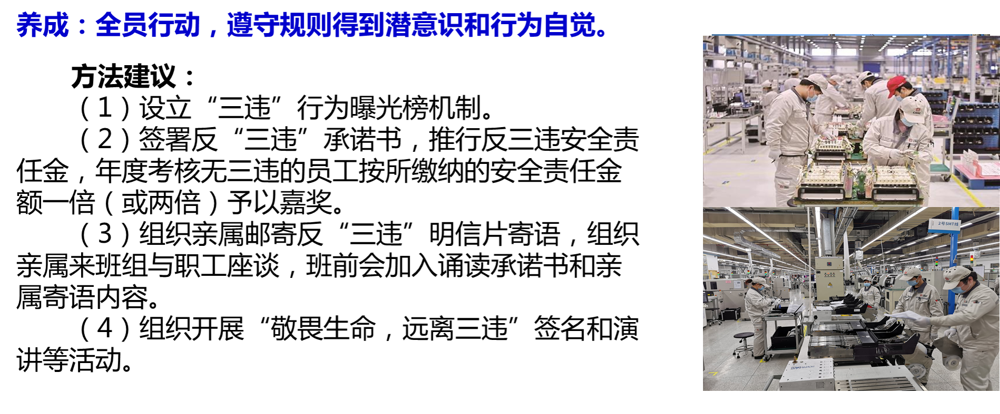 养成：全员行动，遵守规则得到潜意识和行为自觉。
方法建议：
（1）设立“三违”行为曝光榜机制。
（2）签署反“三违”承诺书，推行反三违安全责
任金，年度考核无三违的员工按所缴纳的安全责任金
额一倍（或两倍）予以嘉奖。
（3）组织亲属邮寄反“三违”明信片寄语，组织
亲属来班组与职工座谈，班前会加入诵读承诺书和亲
属寄语内容。
（4）组织开展“敬畏生命，远离三违”签名和演
讲等活动。
2号SMT线